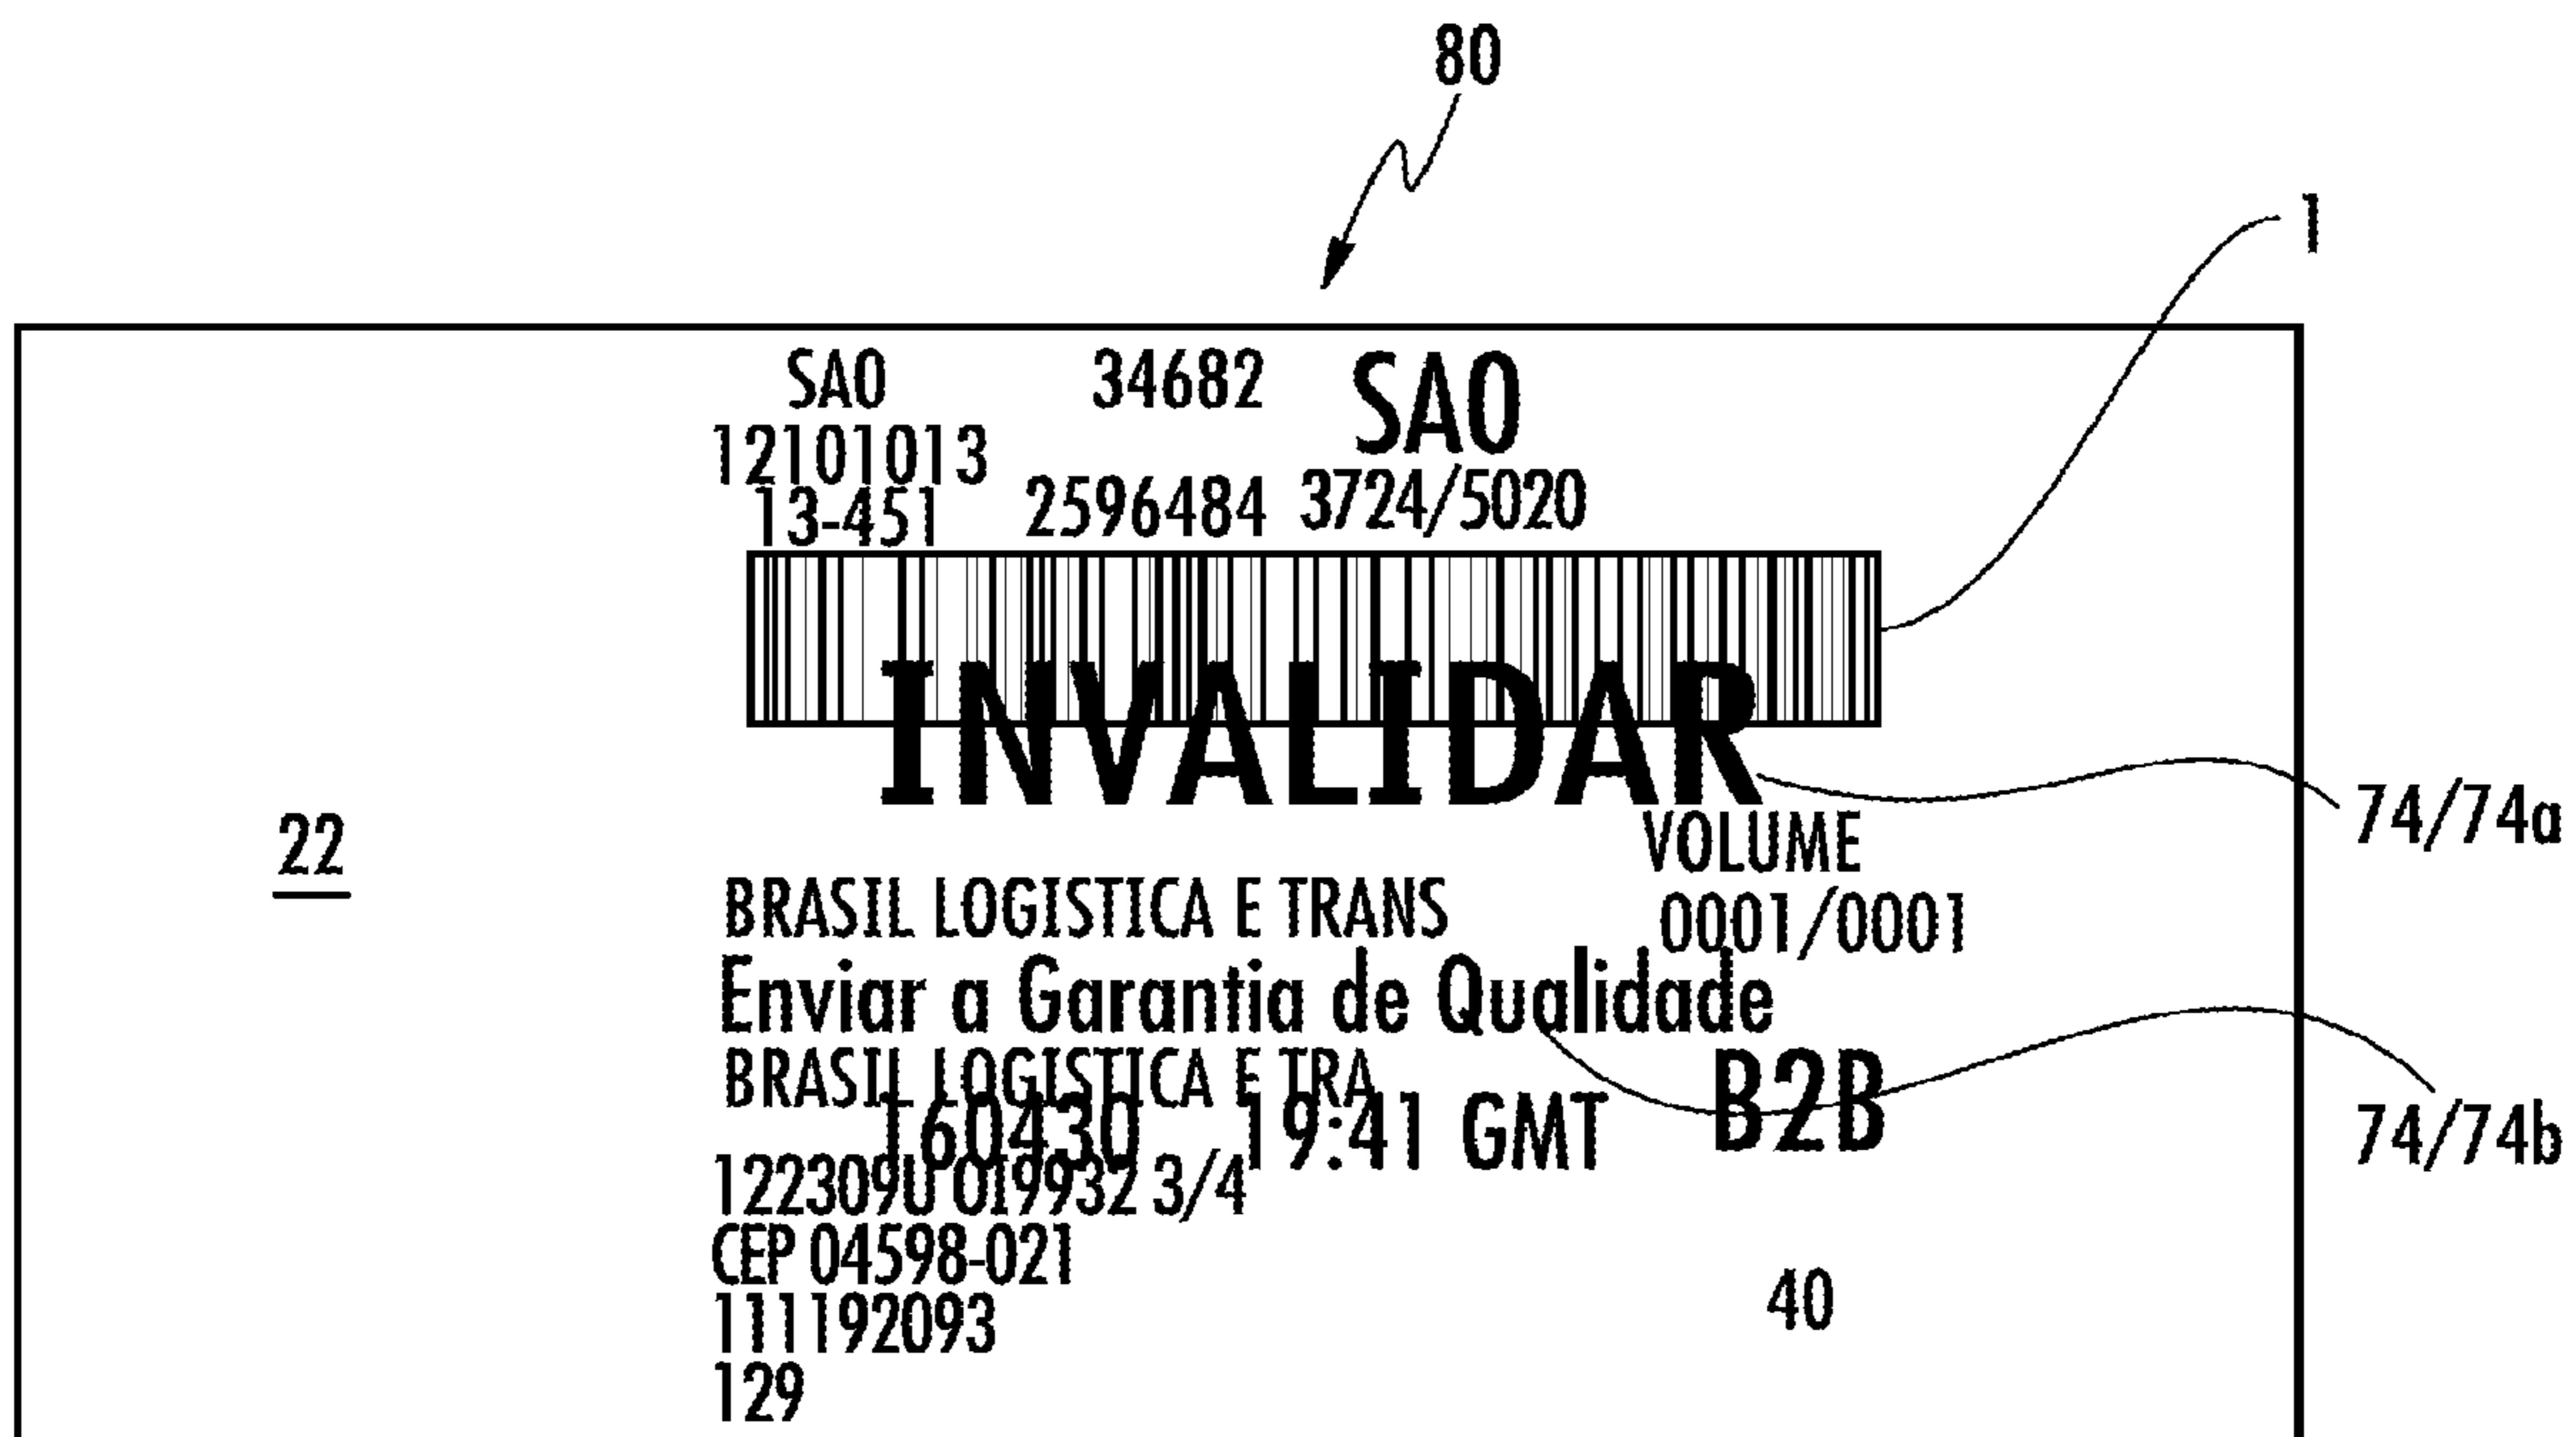 80
1
SAO 34682 SAO
12101013
13-451 2596484 3724/5020
INVALIDAR
74/74a
22
VOLUME
BRASIL LOGISTICA E TRANS
0001/0001
Enviar a Garantia de Qualidade
BRASIL LOGISTICA E TRA B2B
160430 19:41 GMT
74/74b
122309U OI9932 3/4
CEP 04598-021
40
111192093
129